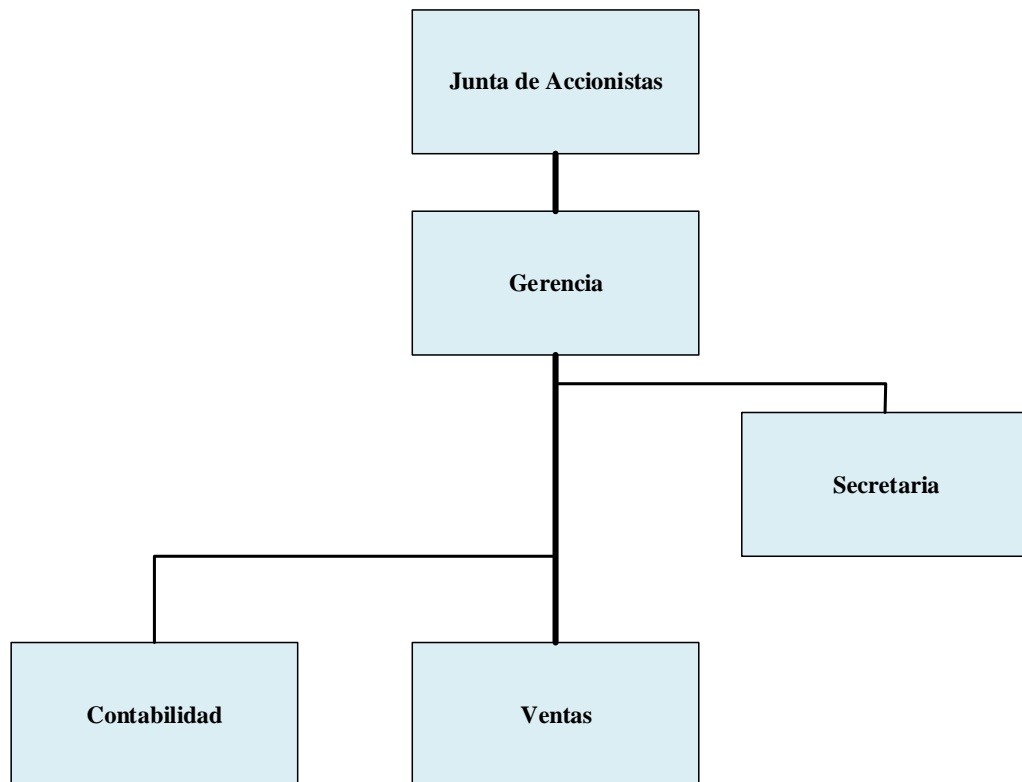 Junta de Accionistas
Gerencia
Secretaria
Contabilidad
Ventas